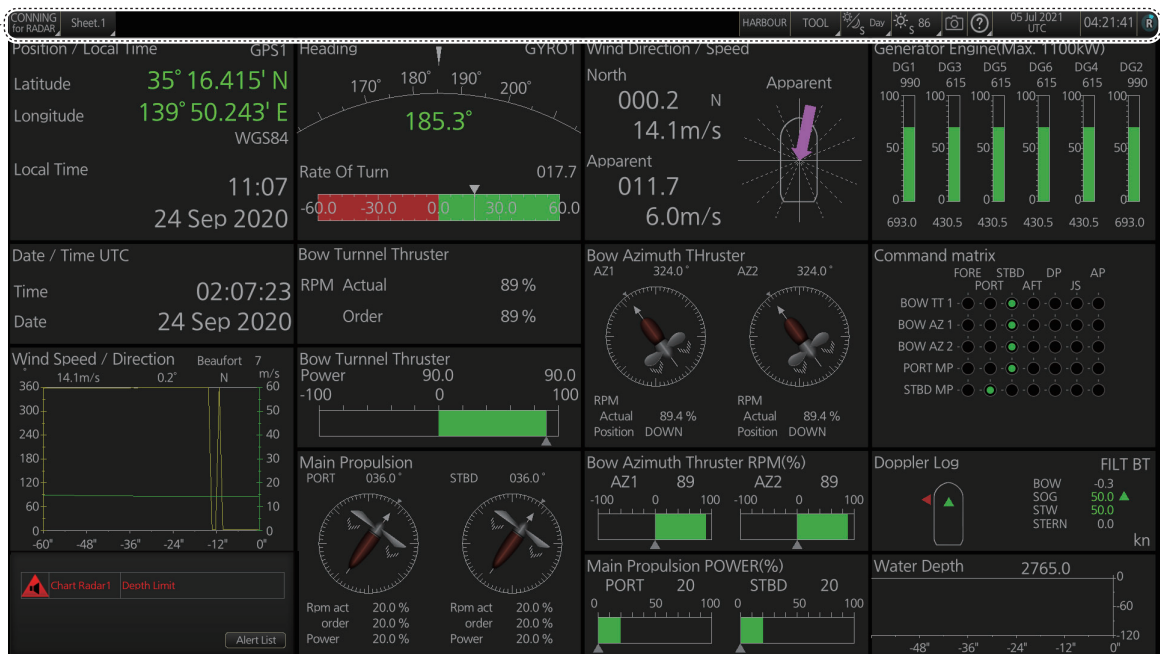 CONNING
for RADAR
Sheet.1
HARBOUR
TOOL
S
Day
S
86
?
05 Jul 2021
UTC
04:21:41
R
Position / Local Time GPS1
Latitude 35° 16.415' N
Longitude 139° 50.243' E
WGS84
Local Time
11:07
24 Sep 2020
Heading GYRO1
170° 180° 190° 200°
185.3°
Rate Of Turn 017.7
-60.0 -30.0 0.0 30.0 60.0
Wind Direction / Speed
North
000.2 N
14.1m/s
Apparent
011.7
6.0m/s
Apparent
Generator Engine(Max. 1100kW)
DG1 DG3 DG5 DG6 DG4 DG2
990 615 615 615 615 990
100 100 100 100 100 100
50 50 50 50 50 50
0 0 0 0 0 0
693.0 430.5 430.5 430.5 430.5 693.0
Date / Time UTC
Time 02:07:23
Date 24 Sep 2020
Bow Turnnel Thruster
RPM Actual 89 %
Order 89 %
Bow Azimuth THruster
AZ1 324.0° AZ2 324.0°
RPM RPM
Actual 89.4 % Actual 89.4 %
Position DOWN Position DOWN
Command matrix
FORE STBD DP AP
PORT AFT JS
BOW TT 1
BOW AZ 1
BOW AZ 2
PORT MP
STBD MP
Wind Speed / Direction Beaufort 7
° 14.1m/s 0.2° N m/s
360 60
300 50
240 40
180 30
120 20
60 10
0 0
-60" -48" -36" -24" -12" 0"
Bow Turnnel Thruster
Power 90.0 90.0
-100 0 100
Main Propulsion
PORT 036.0° STBD 036.0°
Rpm act 20.0 % Rpm act 20.0 %
order 20.0 % order 20.0 %
Power 20.0 % Power 20.0 %
Bow Azimuth Thruster RPM(%)
AZ1 89 AZ2 89
-100 0 100 -100 0 100
Main Propulsion POWER(%)
PORT 20 STBD 20
0 50 100 0 50 100
Doppler Log FILT BT
BOW -0.3
SOG 50.0
STW 50.0
STERN 0.0
kn
Water Depth 2765.0
0
-60
-120
-48" -36" -24" -12" 0"
Chart Radar1 Depth Limit
Alert List